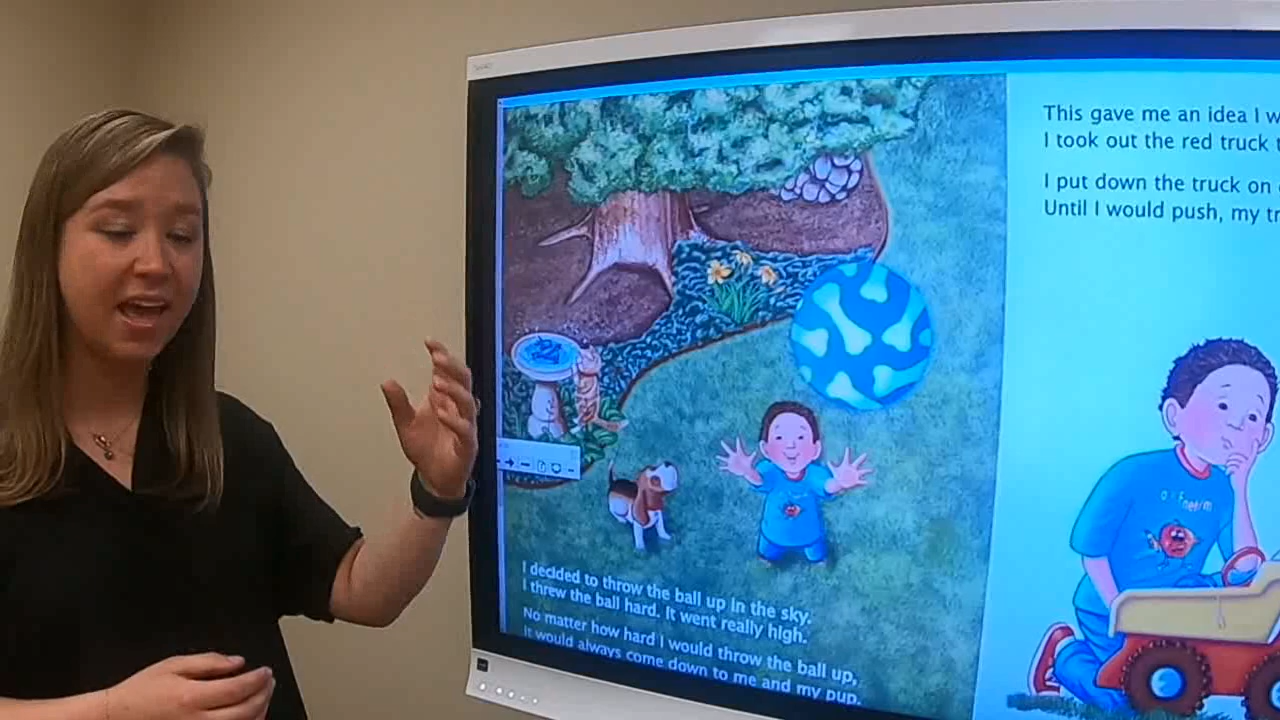 I decided to throw the ball up in the sky.
I threw the ball hard. It went really high.
No matter how hard I would throw the ball up,
It would always come down to me and my pup.
This gave me an idea I w
I took out the red truck t
I put down the truck on
Until I would push, my tr